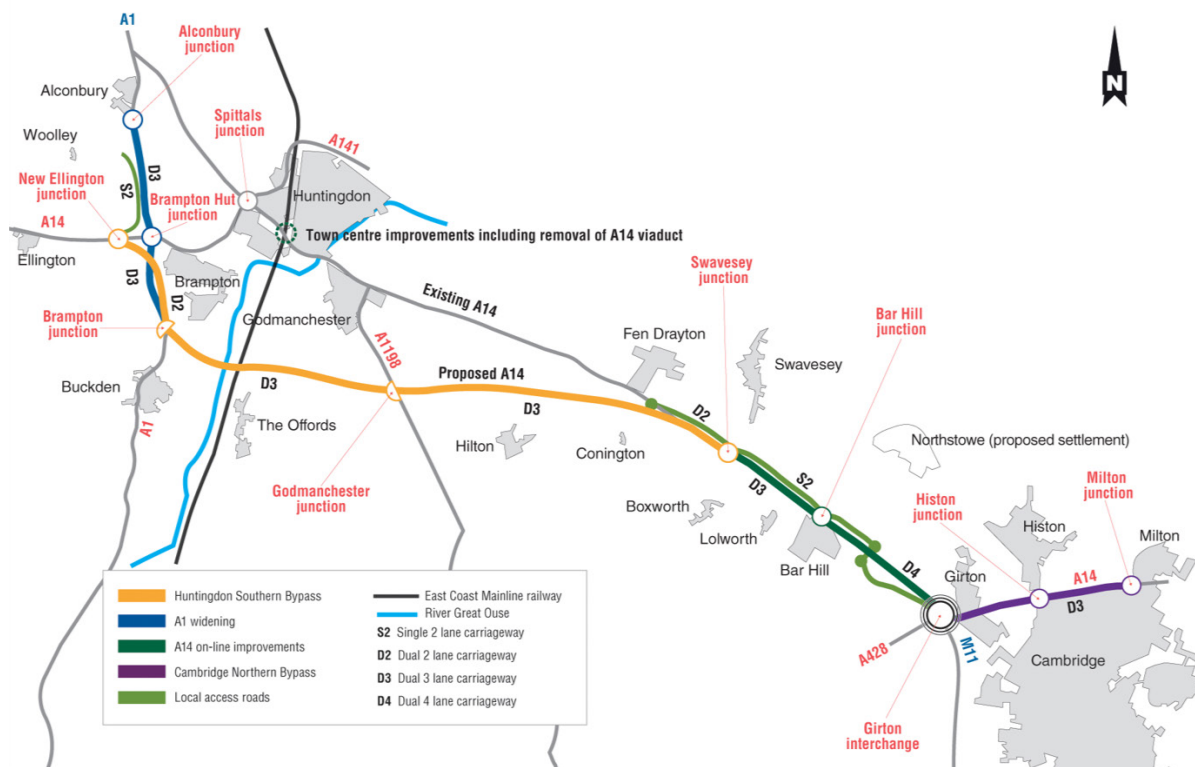 A1
Alconbury
junction
Alconbury
Woolley
Spittals
junction
A141
N
D3
S2
New Ellington
junction
Brampton Hut
junction
Huntingdon
A14
Town centre improvements including removal of A14 viaduct
Ellington
D3
D2
Brampton
Brampton
junction
Godmanchester
Existing A14
Swavesey
junction
Bar Hill
junction
Fen Drayton
Swavesey
A1198
Buckden
D3
Proposed A14
D3
D2
A1
The Offords
Hilton
Conington
Northstowe (proposed settlement)
Godmanchester
junction
D3
S2
Boxworth
Lolworth
Bar Hill
Histon
junction
Histon
Milton
junction
Milton
D4
Girton
A14
D3
A428
M11
Cambridge
Girton
interchange
Huntingdon Southern Bypass
A1 widening
A14 on-line improvements
Cambridge Northern Bypass
Local access roads
East Coast Mainline railway
River Great Ouse
S2 Single 2 lane carriageway
D2 Dual 2 lane carriageway
D3 Dual 3 lane carriageway
D4 Dual 4 lane carriageway